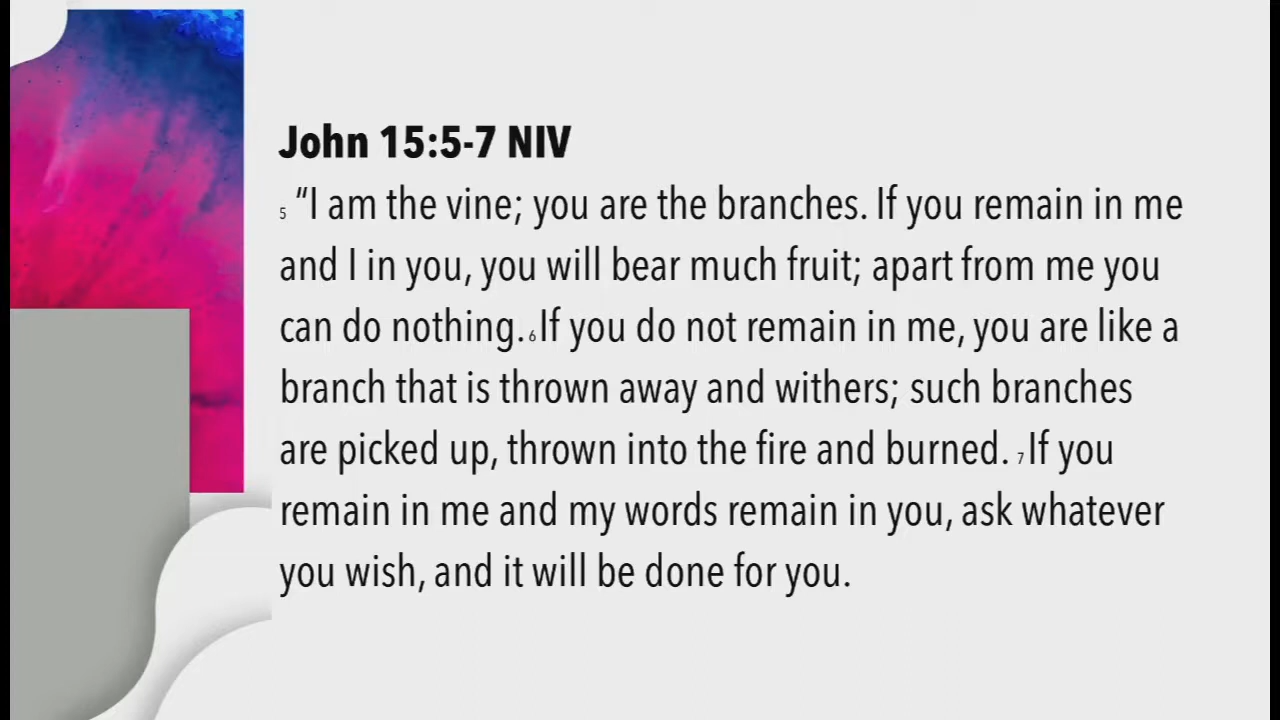 John 15:5-7 NIV
5 “I am the vine; you are the branches. If you remain in me
and I in you, you will bear much fruit; apart from me you
can do nothing. 6 If you do not remain in me, you are like a
branch that is thrown away and withers; such branches
are picked up, thrown into the fire and burned. 7 If you
remain in me and my words remain in you, ask whatever
you wish, and it will be done for you.